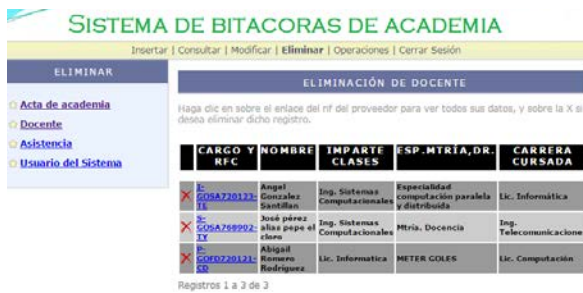 SISTEMA DE BITACORAS DE ACADEMIA
Insertar | Consultar | Modificar | Eliminar | Operaciones | Cerrar Sesión
ELIMINAR
Acta de academia
Docente
Asistencia
Usuario del Sistema
ELIMINACIÓN DE DOCENTE
Haga clic en sobre el enlace del rif del proveedor para ver todos sus datos, y sobre la X si
desea eliminar dicho registro.
CARGO Y RFC NOMBRE IMPARTE CLASES ESP.MTRÍA,DR. CARRERA CURSADA
X I-GOSA720123-TE Angel Gonzalez Santillan Ing. Sistemas Computacionales Especialidad computación paralela y distribuida Lic. Informática
X S-GOSA768902-TY José pérez alias pepe el cloro Ing. Sistemas Computacionales Mtría. Docencia Ing. Telecomunicacione
X P-GOFD720121-CD Abigail Romero Rodríguez Lic. Informatica METER GOLES Lic. Computación
Registros 1 a 3 de 3